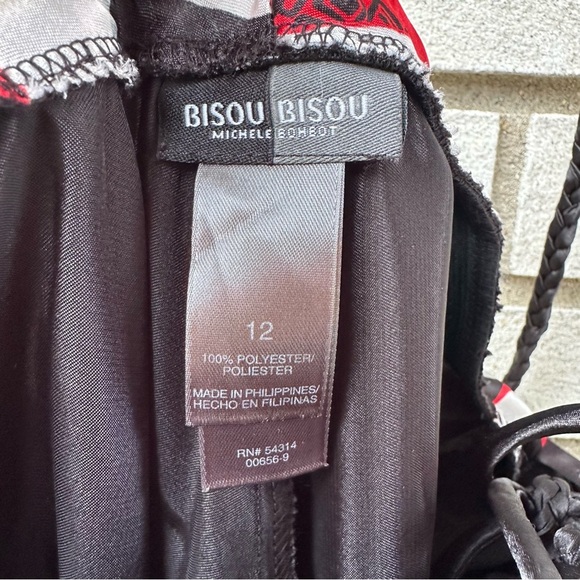 BISOU BISOU
MICHELE BOHBOT
12
100% POLYESTER/
POLIESTER
MADE IN PHILIPPINES/
HECHO EN FILIPINAS
RN# 54314
00656-9